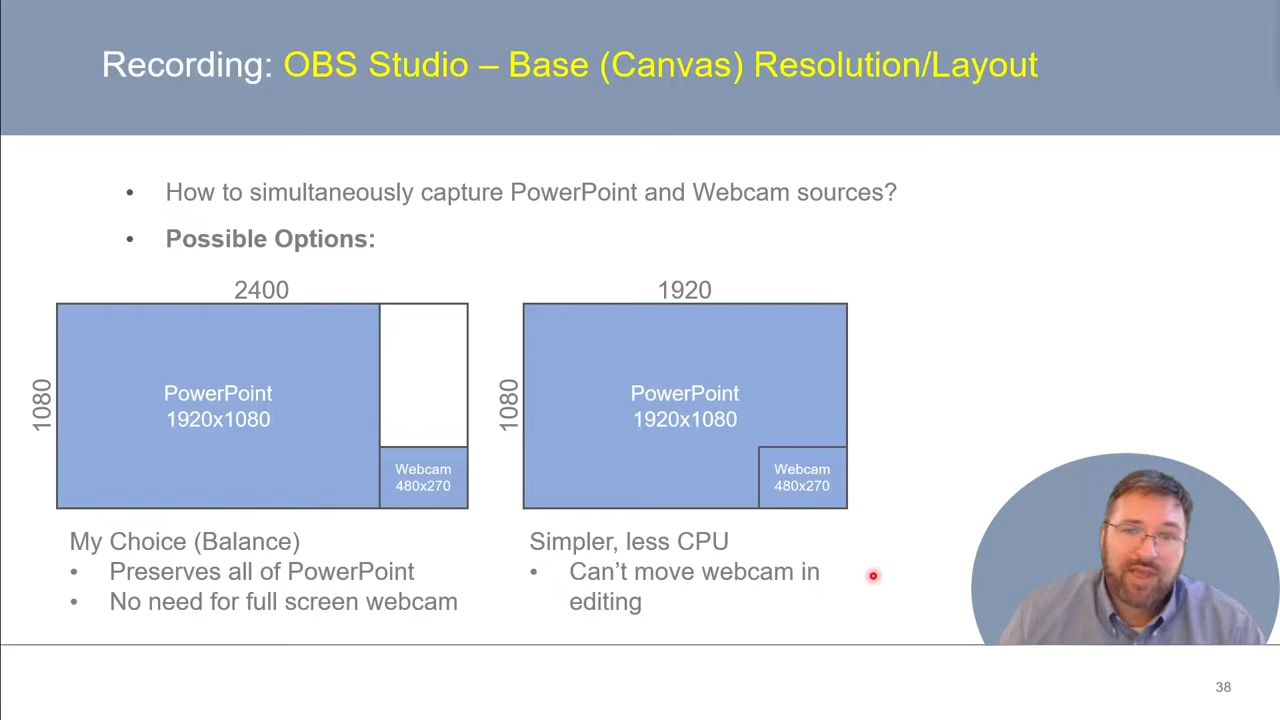 Recording: OBS Studio – Base (Canvas) Resolution/Layout
• How to simultaneously capture PowerPoint and Webcam sources?
• Possible Options:
2400
1080
PowerPoint
1920x1080
Webcam
480x270
My Choice (Balance)
• Preserves all of PowerPoint
• No need for full screen webcam
1920
1080
PowerPoint
1920x1080
Webcam
480x270
Simpler, less CPU
• Can’t move webcam in
editing
38